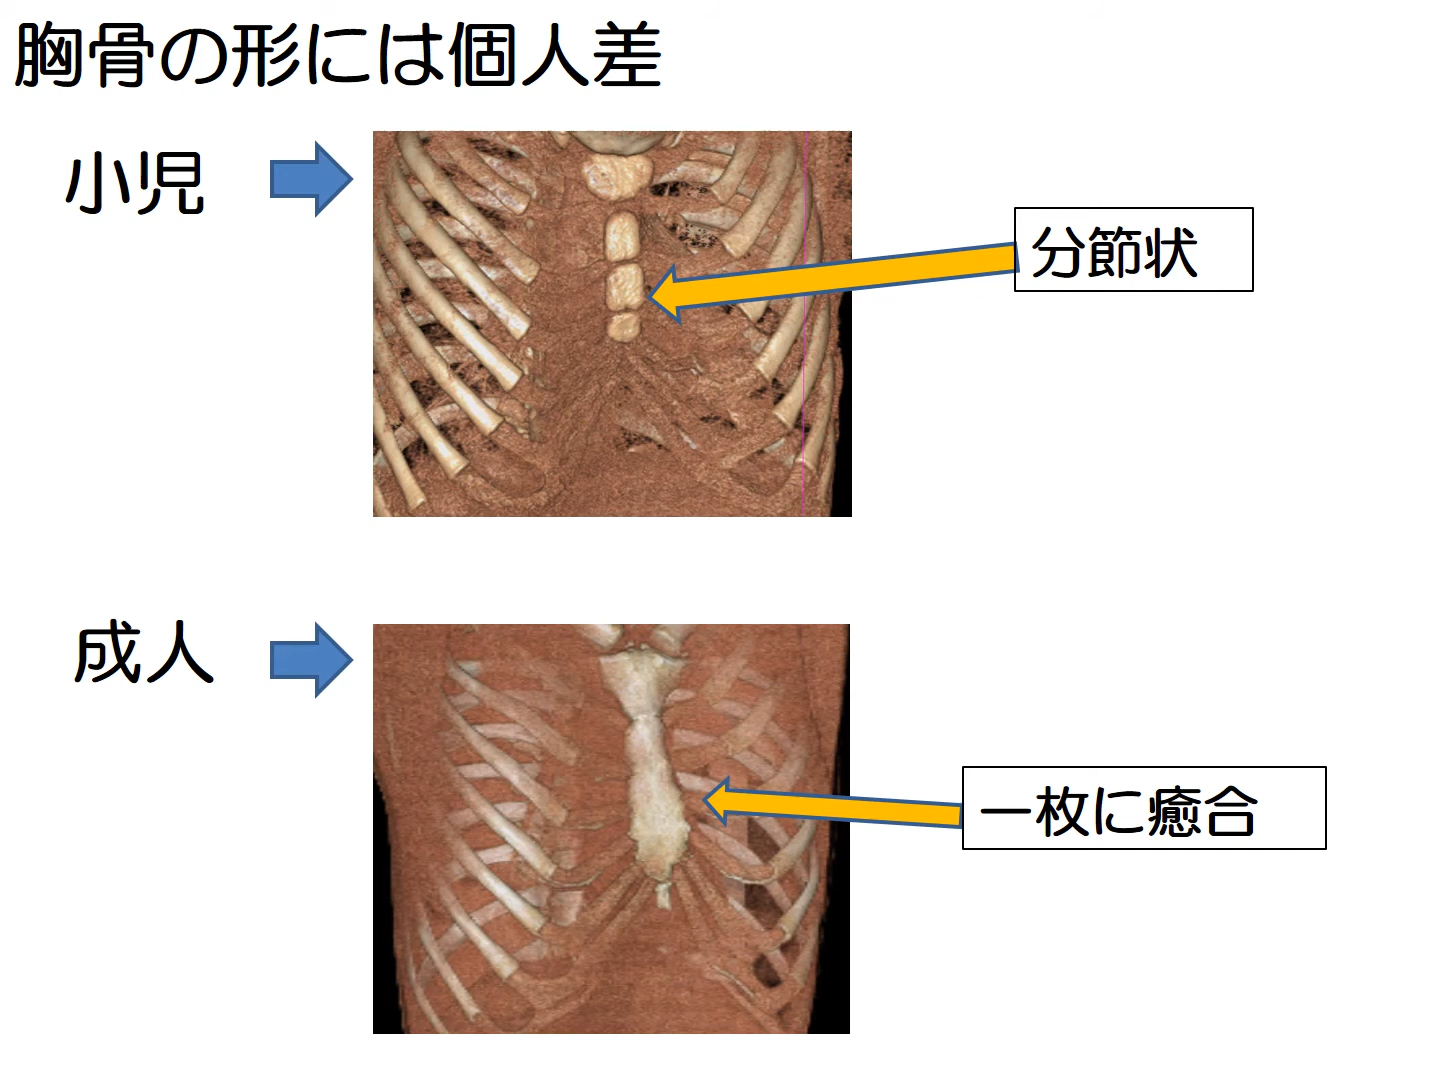 胸骨の形には個人差
小児
分節状
成人
一枚に癒合